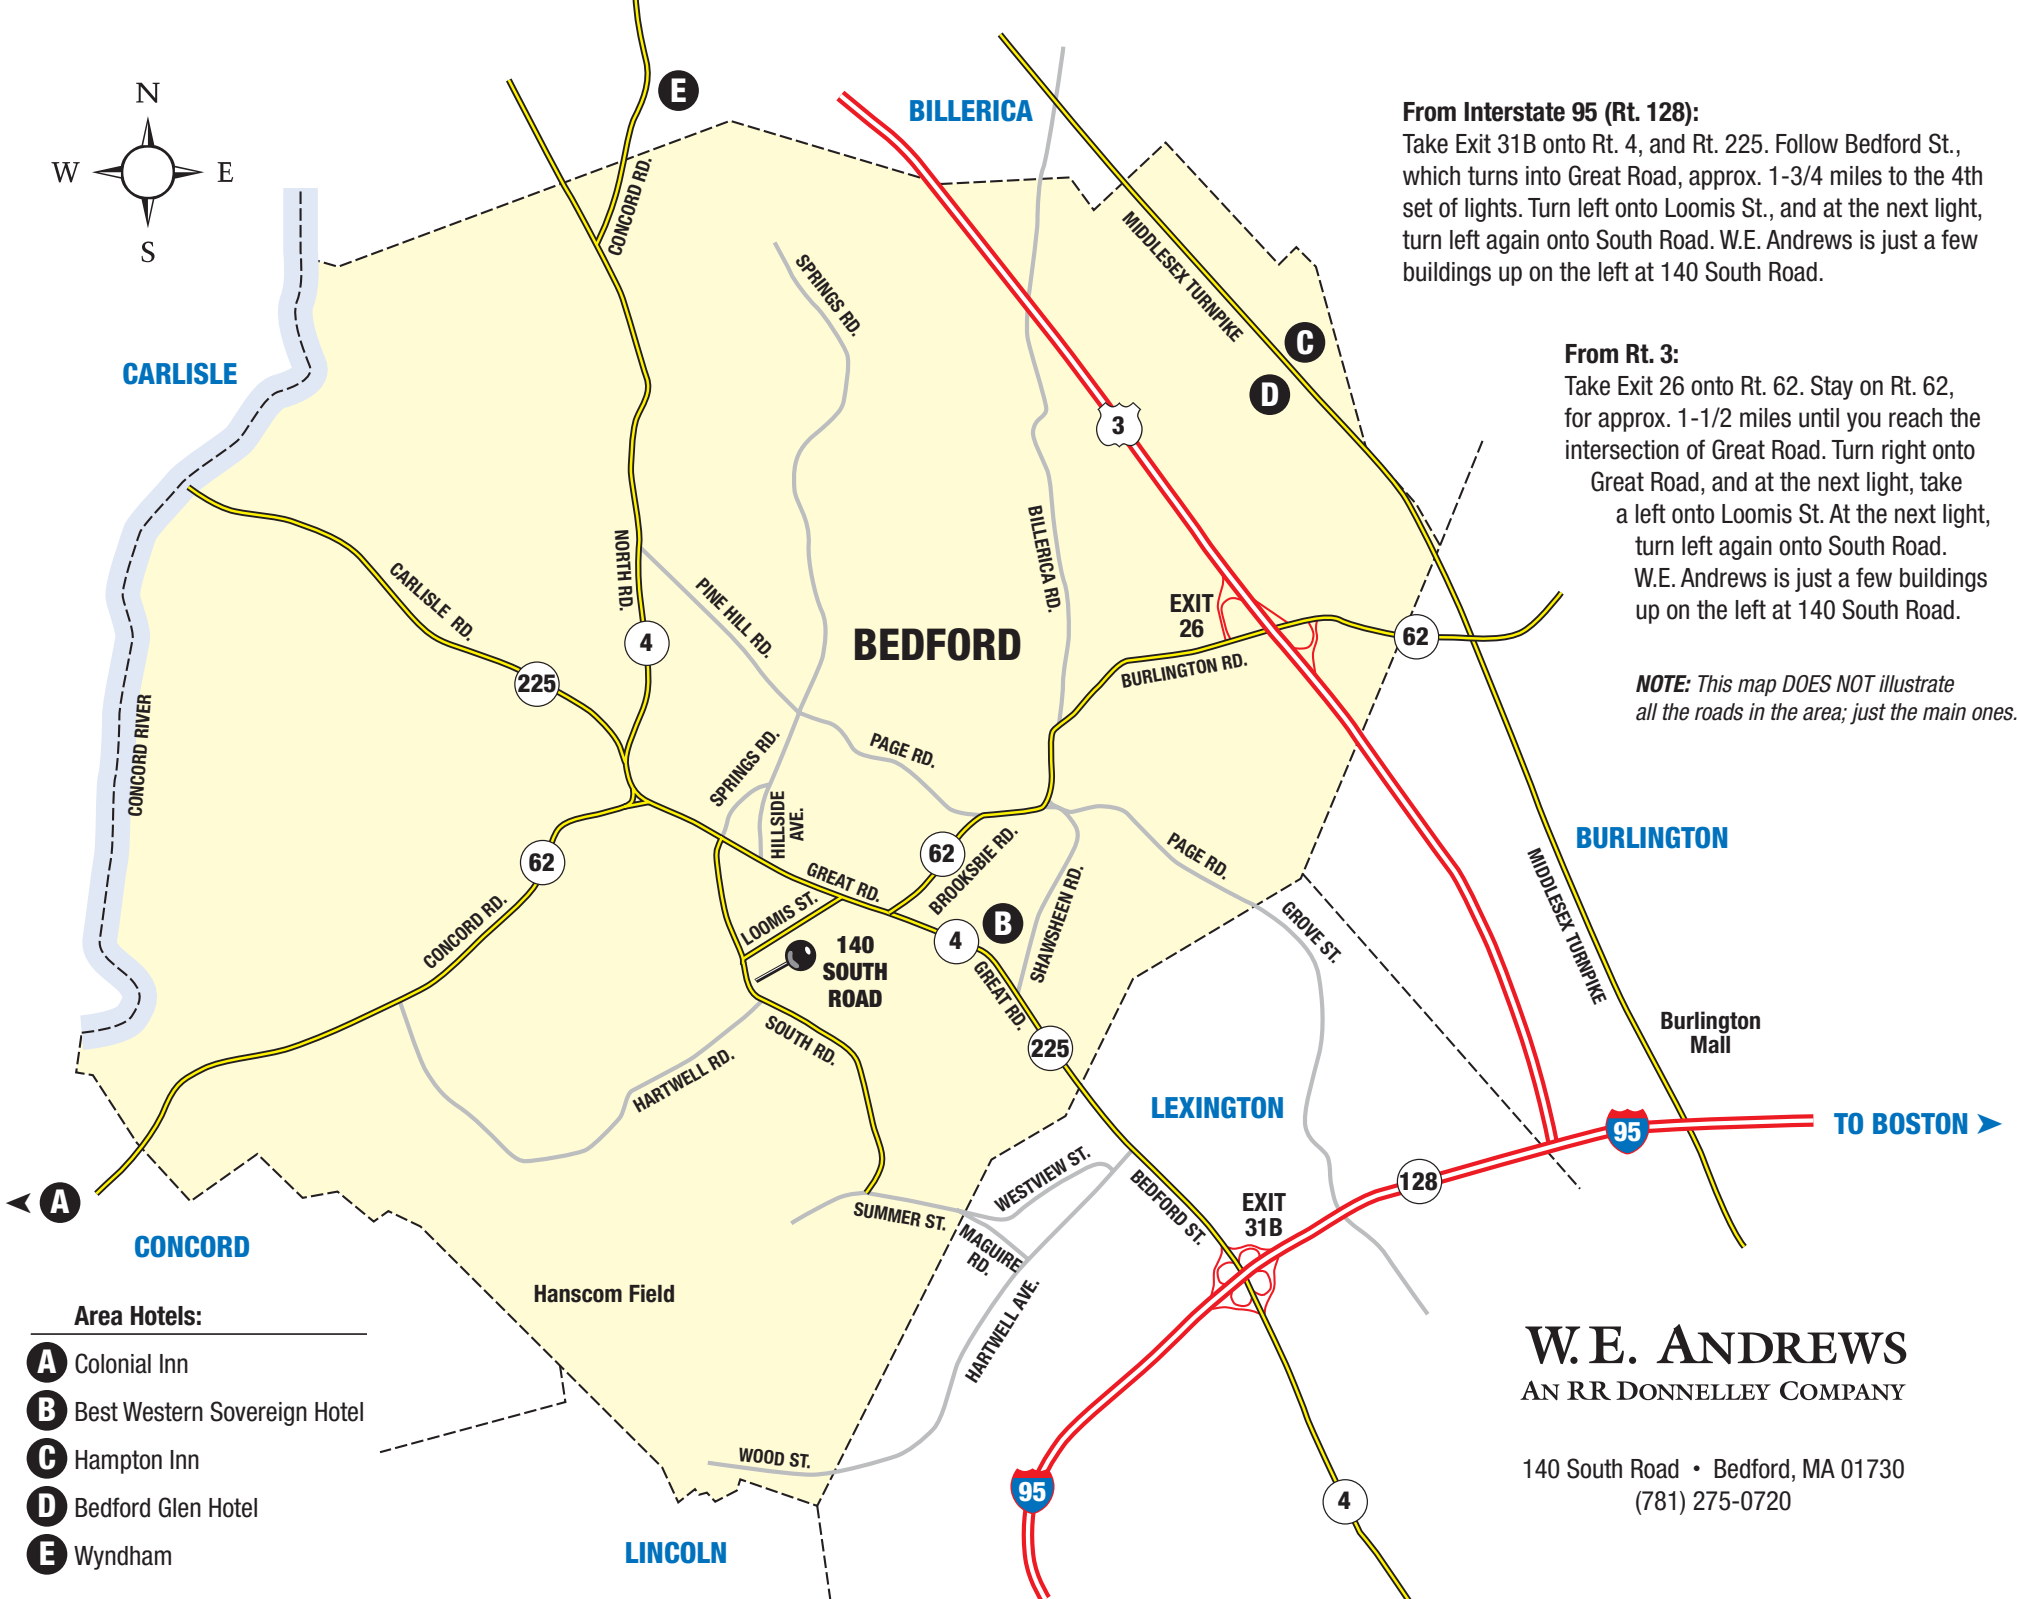 N
W
E
S
E
BILLERICA
From Interstate 95 (Rt. 128):
Take Exit 31B onto Rt. 4, and Rt. 225. Follow Bedford St.,
which turns into Great Road, approx. 1-3/4 miles to the 4th
set of lights. Turn left onto Loomis St., and at the next light,
turn left again onto South Road. W.E. Andrews is just a few
buildings up on the left at 140 South Road.
From Rt. 3:
Take Exit 26 onto Rt. 62. Stay on Rt. 62,
for approx. 1-1/2 miles until you reach the
intersection of Great Road. Turn right onto
Great Road, and at the next light, take
a left onto Loomis St. At the next light,
turn left again onto South Road.
W.E. Andrews is just a few buildings
up on the left at 140 South Road.
NOTE: This map DOES NOT illustrate
all the roads in the area; just the main ones.
CONCORD RD.
SPRINGS RD.
MIDDLESEX TURNPIKE
C
D
CARLISLE
3
BILLERICA RD.
NORTH RD.
CARLISLE RD.
PINE HILL RD.
EXIT
26
4
BEDFORD
62
BURLINGTON RD.
225
CONCORD RIVER
SPRINGS RD.
PAGE RD.
HILLSIDE
AVE.
BURLINGTON
62
62
BROOKSBIE RD.
PAGE RD.
GREAT RD.
MIDDLESEX TURNPIKE
CONCORD RD.
LOOMIS ST.
B
SHAWSHEEN RD.
GROVE ST.
4
140
SOUTH
ROAD
GREAT RD.
SOUTH RD.
225
HARTWELL RD.
Burlington
Mall
LEXINGTON
95
TO BOSTON
128
WESTVIEW ST.
BEDFORD ST.
EXIT
31B
A
CONCORD
SUMMER ST.
MAGUIRE
RD.
Hanscom Field
HARTWELL AVE.
WOOD ST.
95
4
LINCOLN
Area Hotels:
A Colonial Inn
B Best Western Sovereign Hotel
C Hampton Inn
D Bedford Glen Hotel
E Wyndham
W. E. ANDREWS
AN RR DONNELLEY COMPANY
140 South Road • Bedford, MA 01730
(781) 275-0720